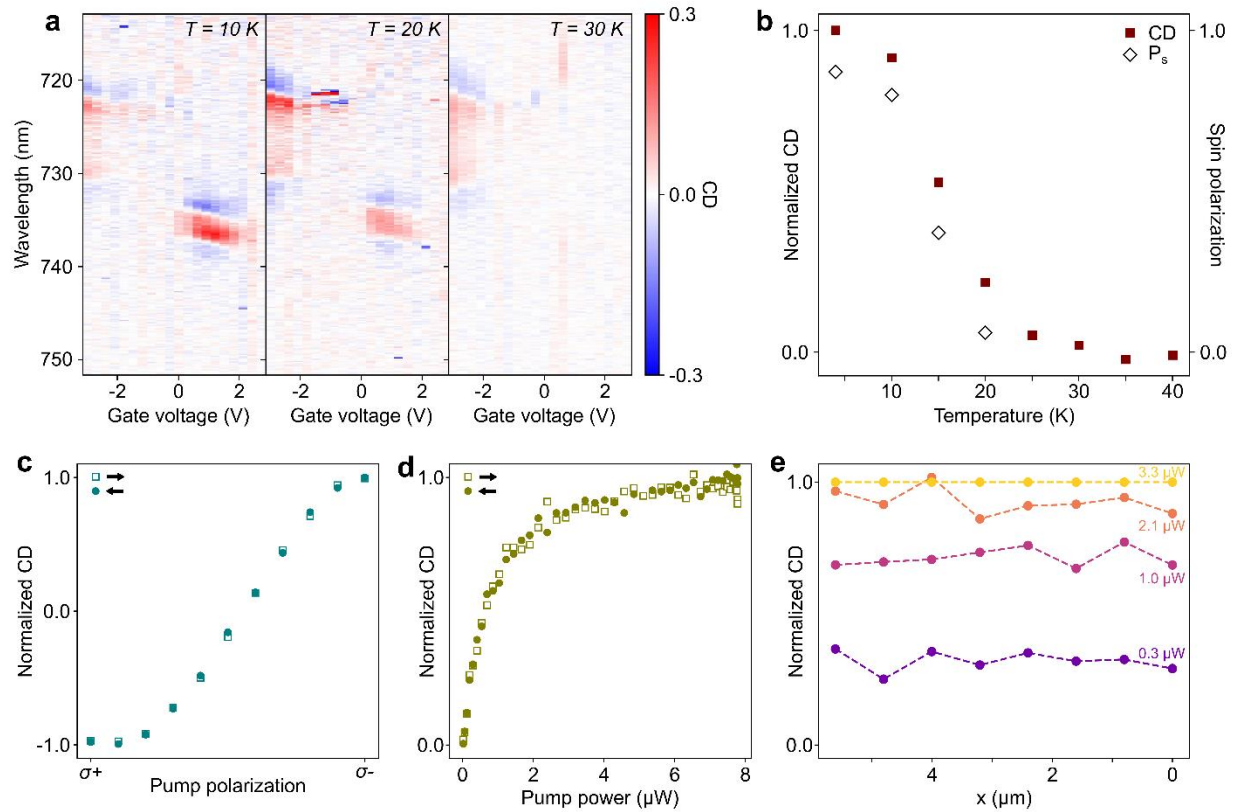 a
T = 10 K
T = 20 K
T = 30 K
720
730
740
750
Wavelength (nm)
-2
0
2
-2
0
2
-2
0
2
Gate voltage (V)
Gate voltage (V)
Gate voltage (V)
0.3
0.0
-0.3
CD
b
CD
Ps
1.0
0.0
Normalized CD
1.0
0.0
Spin polarization
10
20
30
40
Temperature (K)
c
1.0
0.0
-1.0
Normalized CD
σ+
σ-
Pump polarization
d
1.0
0.0
Normalized CD
0
2
4
6
8
Pump power (μW)
e
1.0
0.0
Normalized CD
3.3 μW
2.1 μW
1.0 μW
0.3 μW
4
2
0
x (μm)